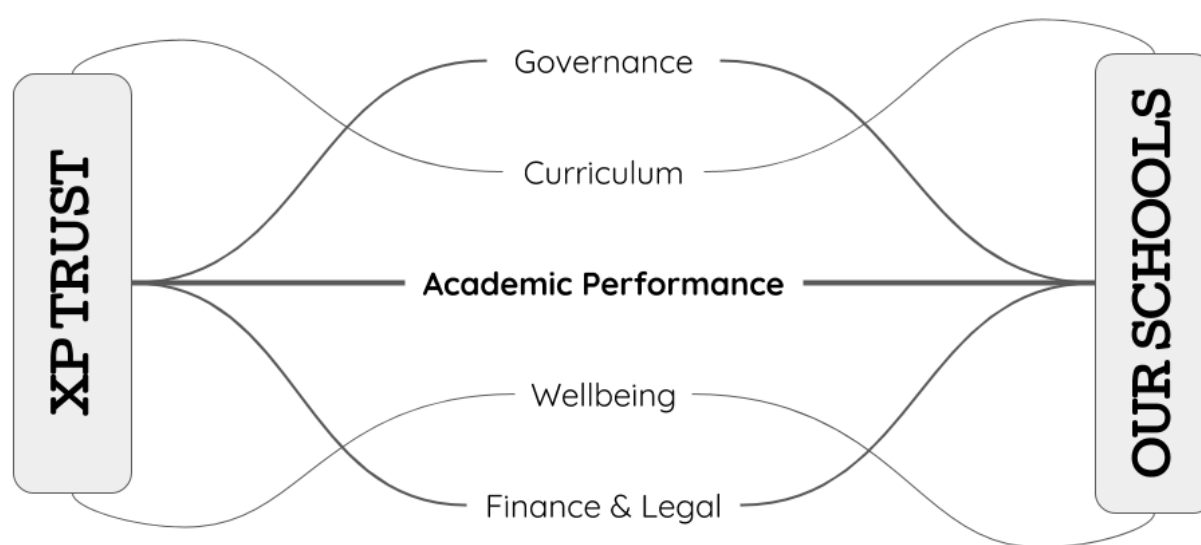 XP TRUST
Governance
Curriculum
Academic Performance
Wellbeing
Finance & Legal
OUR SCHOOLS